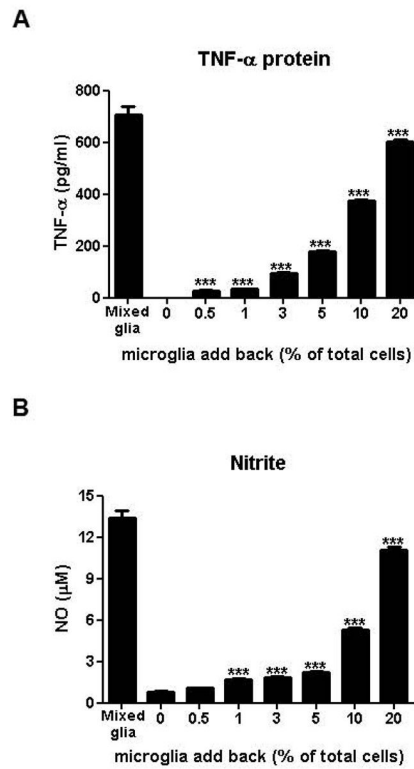 A
TNF-α protein
TNF-α (pg/ml)
800
600
400
200
0
*** *** *** *** *** ***
Mixed glia 0 0.5 1 3 5 10 20
microglia add back (% of total cells)
B
Nitrite
NO (μM)
15
12
9
6
3
0
*** *** *** *** ***
Mixed glia 0 0.5 1 3 5 10 20
microglia add back (% of total cells)